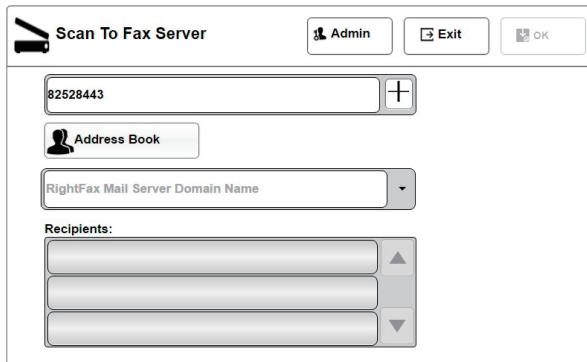 Scan To Fax Server
Admin
Exit
OK
82528443
Address Book
RightFax Mail Server Domain Name
Recipients: